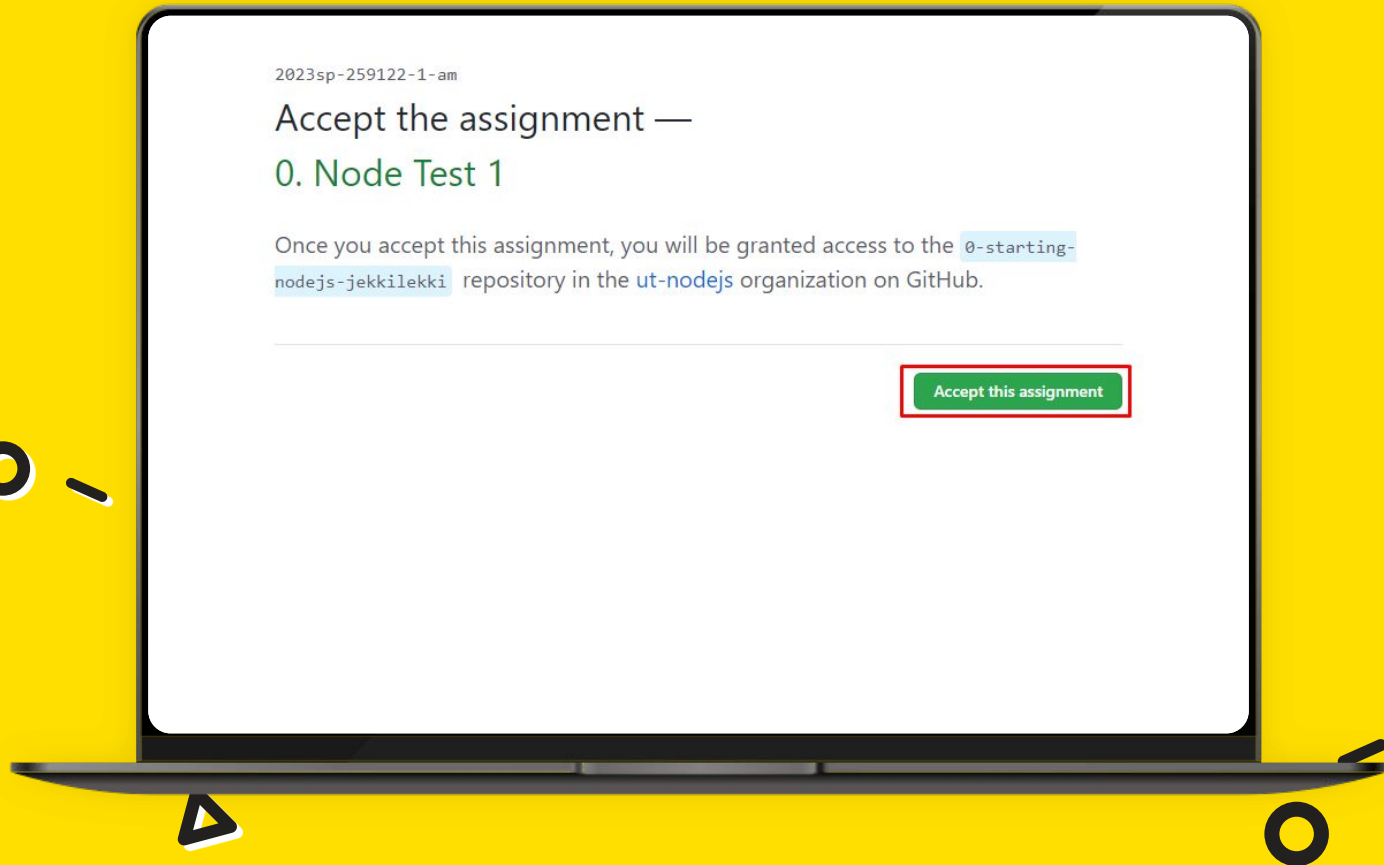 2023sp-259122-1-am
Accept the assignment —
0. Node Test 1
Once you accept this assignment, you will be granted access to the 0-starting-
nodejs-jekkilekki repository in the ut-nodejs organization on GitHub.
Accept this assignment